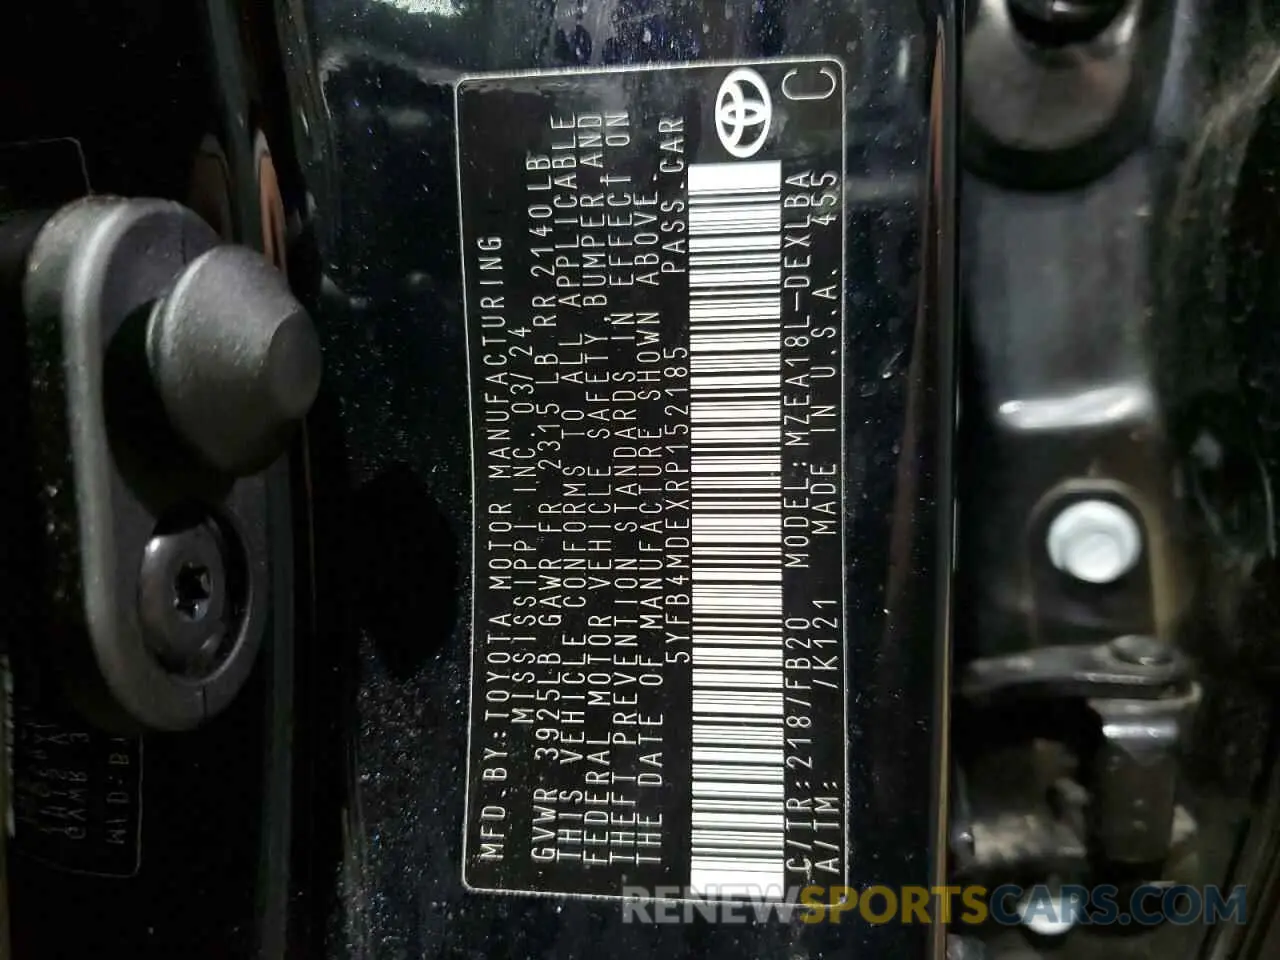 MFD.BY:TOYOTA MOTOR MANUFACTURING
MISSISSIPPI INC. 03/24
GVWR 3925LB GAWR FR 2315 LB RR 2140LB
THIS VEHICLE CONFORMS TO ALL APPLICABLE
FEDERAL MOTOR VEHICLE SAFETY, BUMPER AND
THEFT PREVENTION STANDARDS IN EFFECT ON
THE DATE OF MANUFACTURE SHOWN ABOVE.
5YFB4MDEXRP152185 PASS.CAR
C/TR:218/FB20 MODEL:MZEA18L-DEXLBA
A/TM: /K121 MADE IN U.S.A. 455
C
RENEWSPORTSCARS.COM